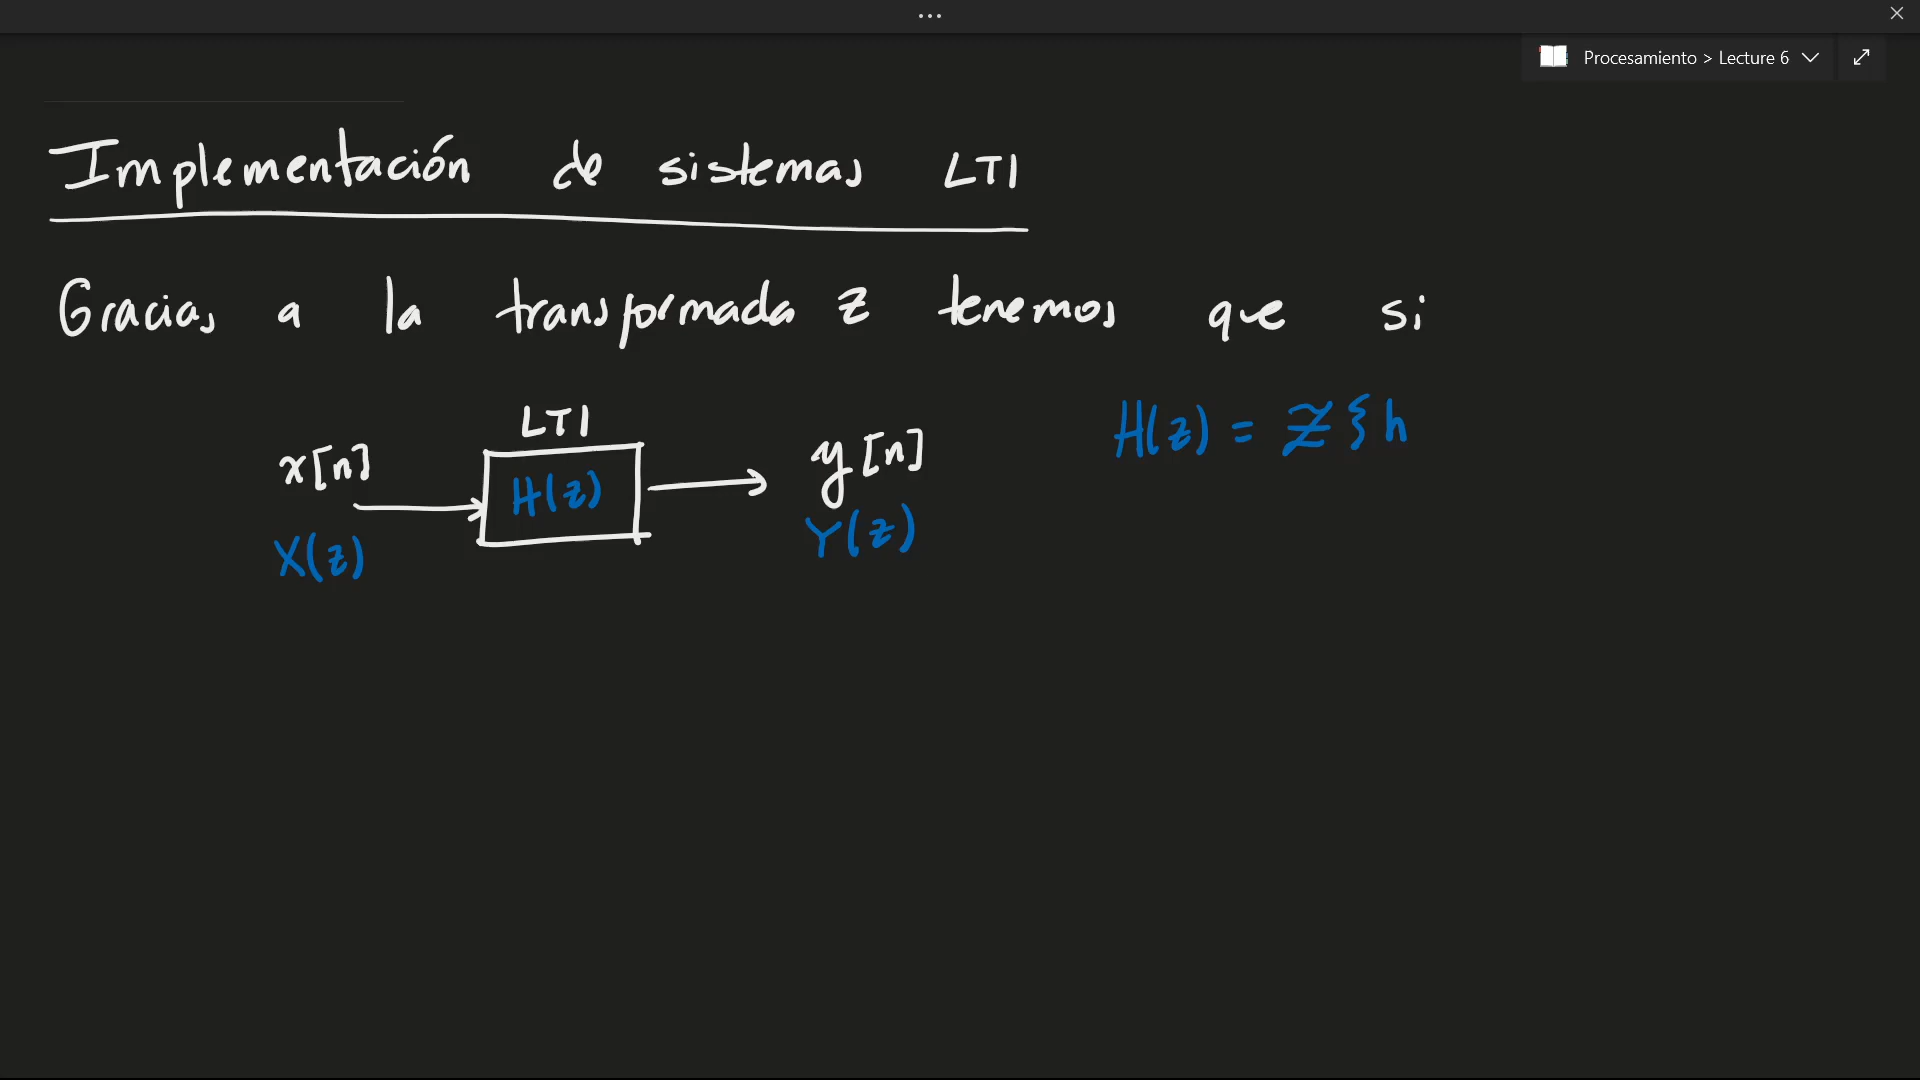 Procesamiento > Lecture 6
Implementación de sistemas LTI
Gracias a la transformada z tenemos que si
LTI
x[n] H(z) y[n]
X(z) Y(z)
H(z) = Z{h